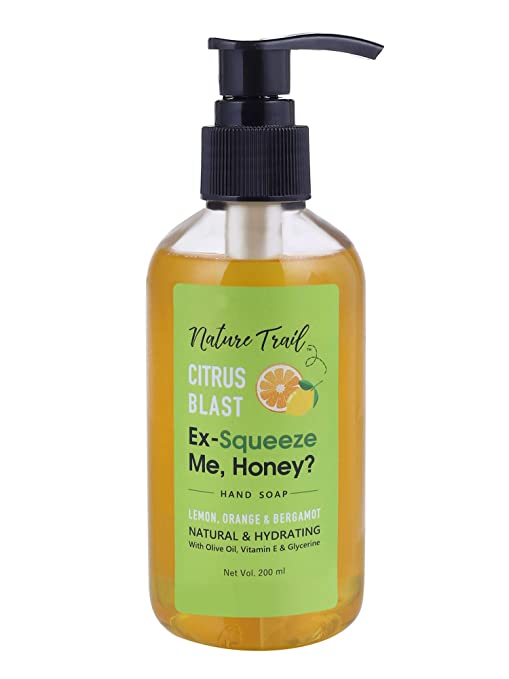 Nature Trail™
CITRUS
BLAST
Ex-Squeeze
Me, Honey?
HAND SOAP
LEMON, ORANGE & BERGAMOT
NATURAL & HYDRATING
With Olive Oil, Vitamin E & Glycerine
Net Vol. 200 ml